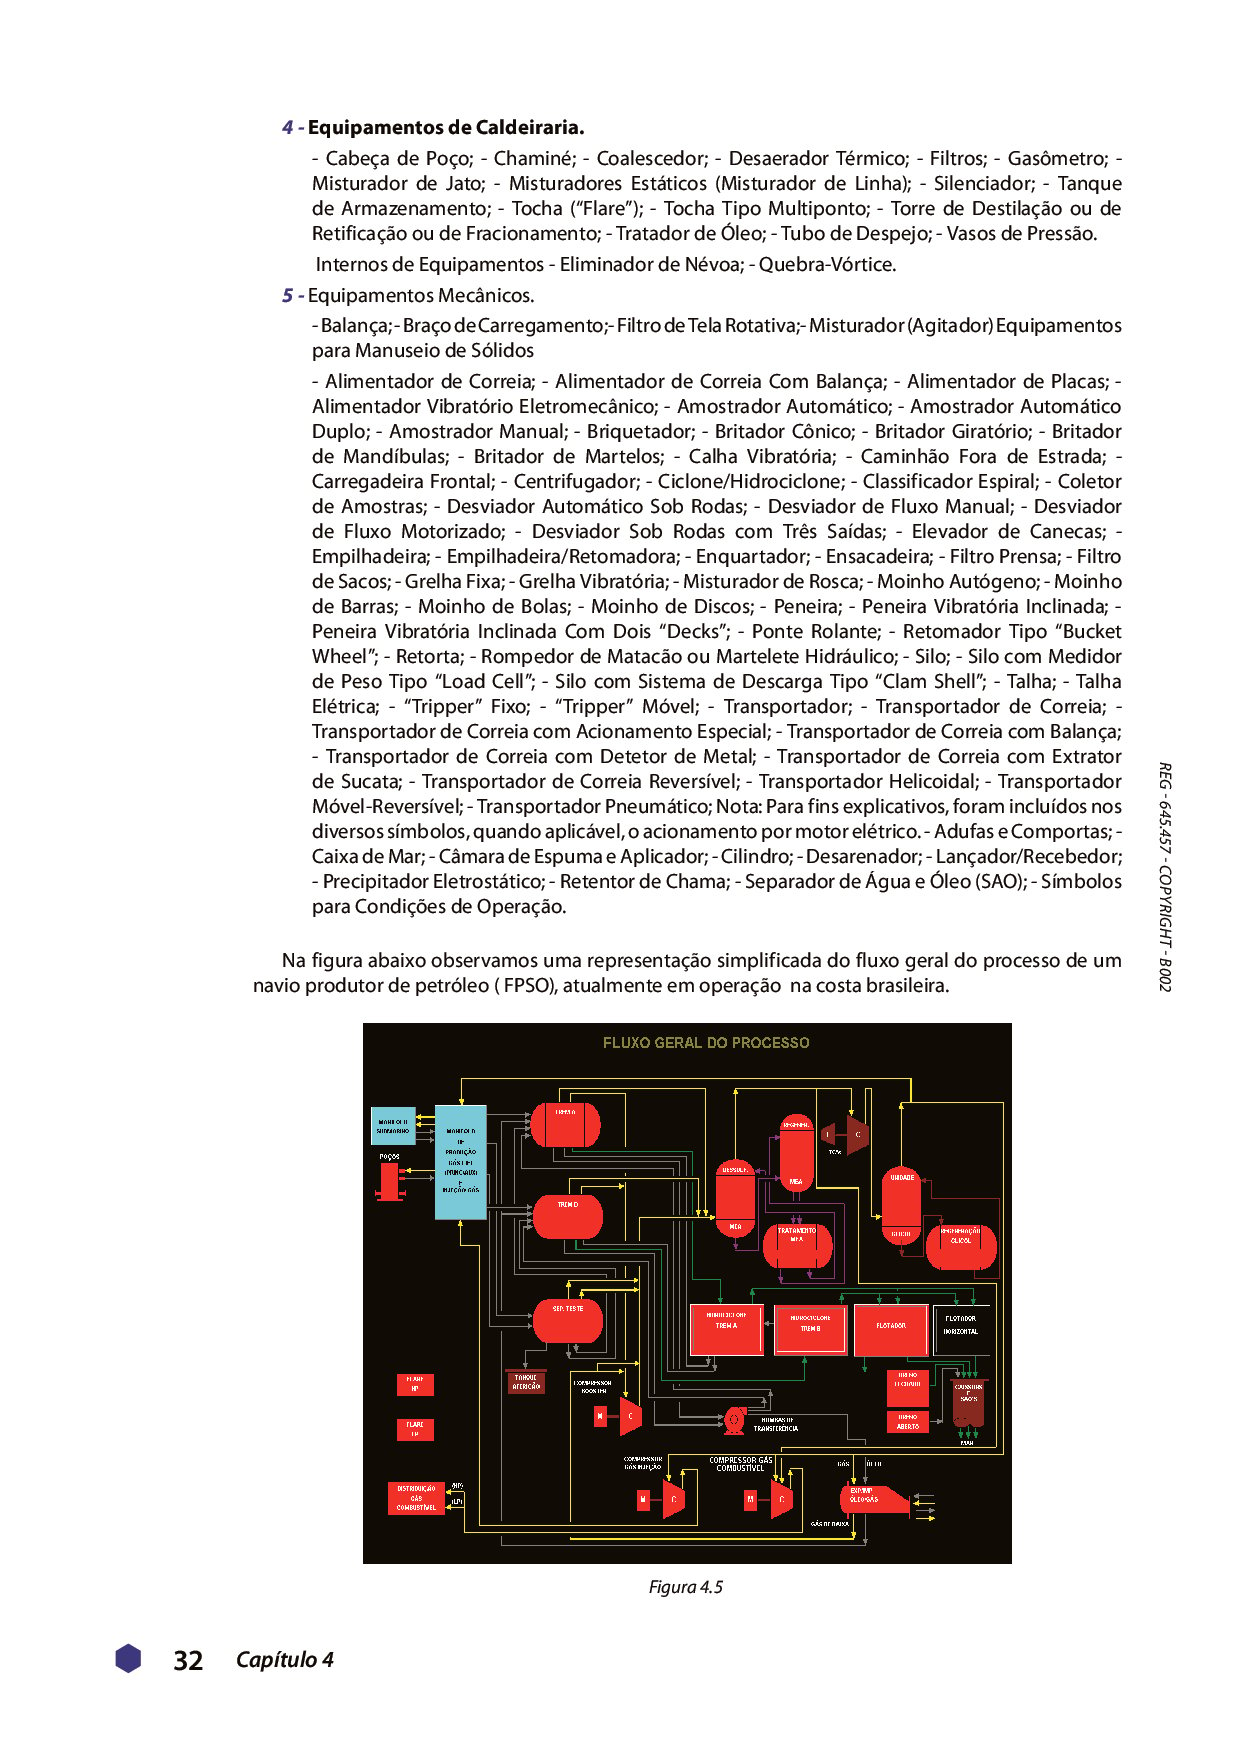 4 - Equipamentos de Caldeiraria.
- Cabeça de Poço; - Chaminé; - Coalescedor; - Desaerador Térmico; - Filtros; - Gasômetro; -
Misturador de Jato; - Misturadores Estáticos (Misturador de Linha); - Silenciador; - Tanque
de Armazenamento; - Tocha (“Flare”); - Tocha Tipo Multiponto; - Torre de Destilação ou de
Retificação ou de Fracionamento; - Tratador de Óleo; - Tubo de Despejo; - Vasos de Pressão.
Internos de Equipamentos - Eliminador de Névoa; - Quebra-Vórtice.
5 - Equipamentos Mecânicos.
- Balança; - Braço de Carregamento;- Filtro de Tela Rotativa;- Misturador (Agitador) Equipamentos
para Manuseio de Sólidos
- Alimentador de Correia; - Alimentador de Correia Com Balança; - Alimentador de Placas; -
Alimentador Vibratório Eletromecânico; - Amostrador Automático; - Amostrador Automático
Duplo; - Amostrador Manual; - Briquetador; - Britador Cônico; - Britador Giratório; - Britador
de Mandíbulas; - Britador de Martelos; - Calha Vibratória; - Caminhão Fora de Estrada; -
Carregadeira Frontal; - Centrifugador; - Ciclone/Hidrociclone; - Classificador Espiral; - Coletor
de Amostras; - Desviador Automático Sob Rodas; - Desviador de Fluxo Manual; - Desviador
de Fluxo Motorizado; - Desviador Sob Rodas com Três Saídas; - Elevador de Canecas; -
Empilhadeira; - Empilhadeira/Retomadora; - Enquartador; - Ensacadeira; - Filtro Prensa; - Filtro
de Sacos; - Grelha Fixa; - Grelha Vibratória; - Misturador de Rosca; - Moinho Autógeno; - Moinho
de Barras; - Moinho de Bolas; - Moinho de Discos; - Peneira; - Peneira Vibratória Inclinada; -
Peneira Vibratória Inclinada Com Dois “Decks”; - Ponte Rolante; - Retomador Tipo “Bucket
Wheel”; - Retorta; - Rompedor de Matacão ou Martelete Hidráulico; - Silo; - Silo com Medidor
de Peso Tipo “Load Cell”; - Silo com Sistema de Descarga Tipo “Clam Shell”; - Talha; - Talha
Elétrica; - “Tripper” Fixo; - “Tripper” Móvel; - Transportador; - Transportador de Correia; -
Transportador de Correia com Acionamento Especial; - Transportador de Correia com Balança;
- Transportador de Correia com Detetor de Metal; - Transportador de Correia com Extrator
de Sucata; - Transportador de Correia Reversível; - Transportador Helicoidal; - Transportador
Móvel-Reversível; - Transportador Pneumático; Nota: Para fins explicativos, foram incluídos nos
diversos símbolos, quando aplicável, o acionamento por motor elétrico. - Adufas e Comportas; -
Caixa de Mar; - Câmara de Espuma e Aplicador; - Cilindro; - Desarenador; - Lançador/Recebedor;
- Precipitador Eletrostático; - Retentor de Chama; - Separador de Água e Óleo (SAO); - Símbolos
para Condições de Operação.
REG - 645.457 - COPYRIGHT - B002
Na figura abaixo observamos uma representação simplificada do fluxo geral do processo de um
navio produtor de petróleo ( FPSO), atualmente em operação na costa brasileira.
FLUXO GERAL DO PROCESSO
MANIFOLD
SUBMARINO
POÇOS
MANIFOLD
DE
PRODUÇÃO
GÁS LIFT
E
INJEÇÃO GÁS
TREM A
TREM B
SEP. TESTE
TANQUE
AFERIÇÃO
DESSULF.
MEA
REGENER.
MEA
TRATAMENTO
MEA
C
UNIDADE
GLICOL
REGENERAÇÃO
GLICOL
HIDROCICLONE
TREM A
HIDROCICLONE
TREM B
FLOTADOR
FLOTADOR
HORIZONTAL
FLARE
HP
FLARE
LP
COMPRESSOR
BOOSTER
M C
BOMBAS DE
TRANSFERÊNCIA
DRENO
FECHADO
DRENO
ABERTO
CAISSONS
E
SAO'S
MAR
DISTRIBUIÇÃO
GÁS
COMBUSTÍVEL
(HP)
(LP)
COMPRESSOR
GÁS INJEÇÃO
M C
COMPRESSOR GÁS
COMBUSTÍVEL
M C
GÁS ÓLEO
EXP/IMP
ÓLEO/GÁS
GÁS DE BAIXA
Figura 4.5
32 Capítulo 4